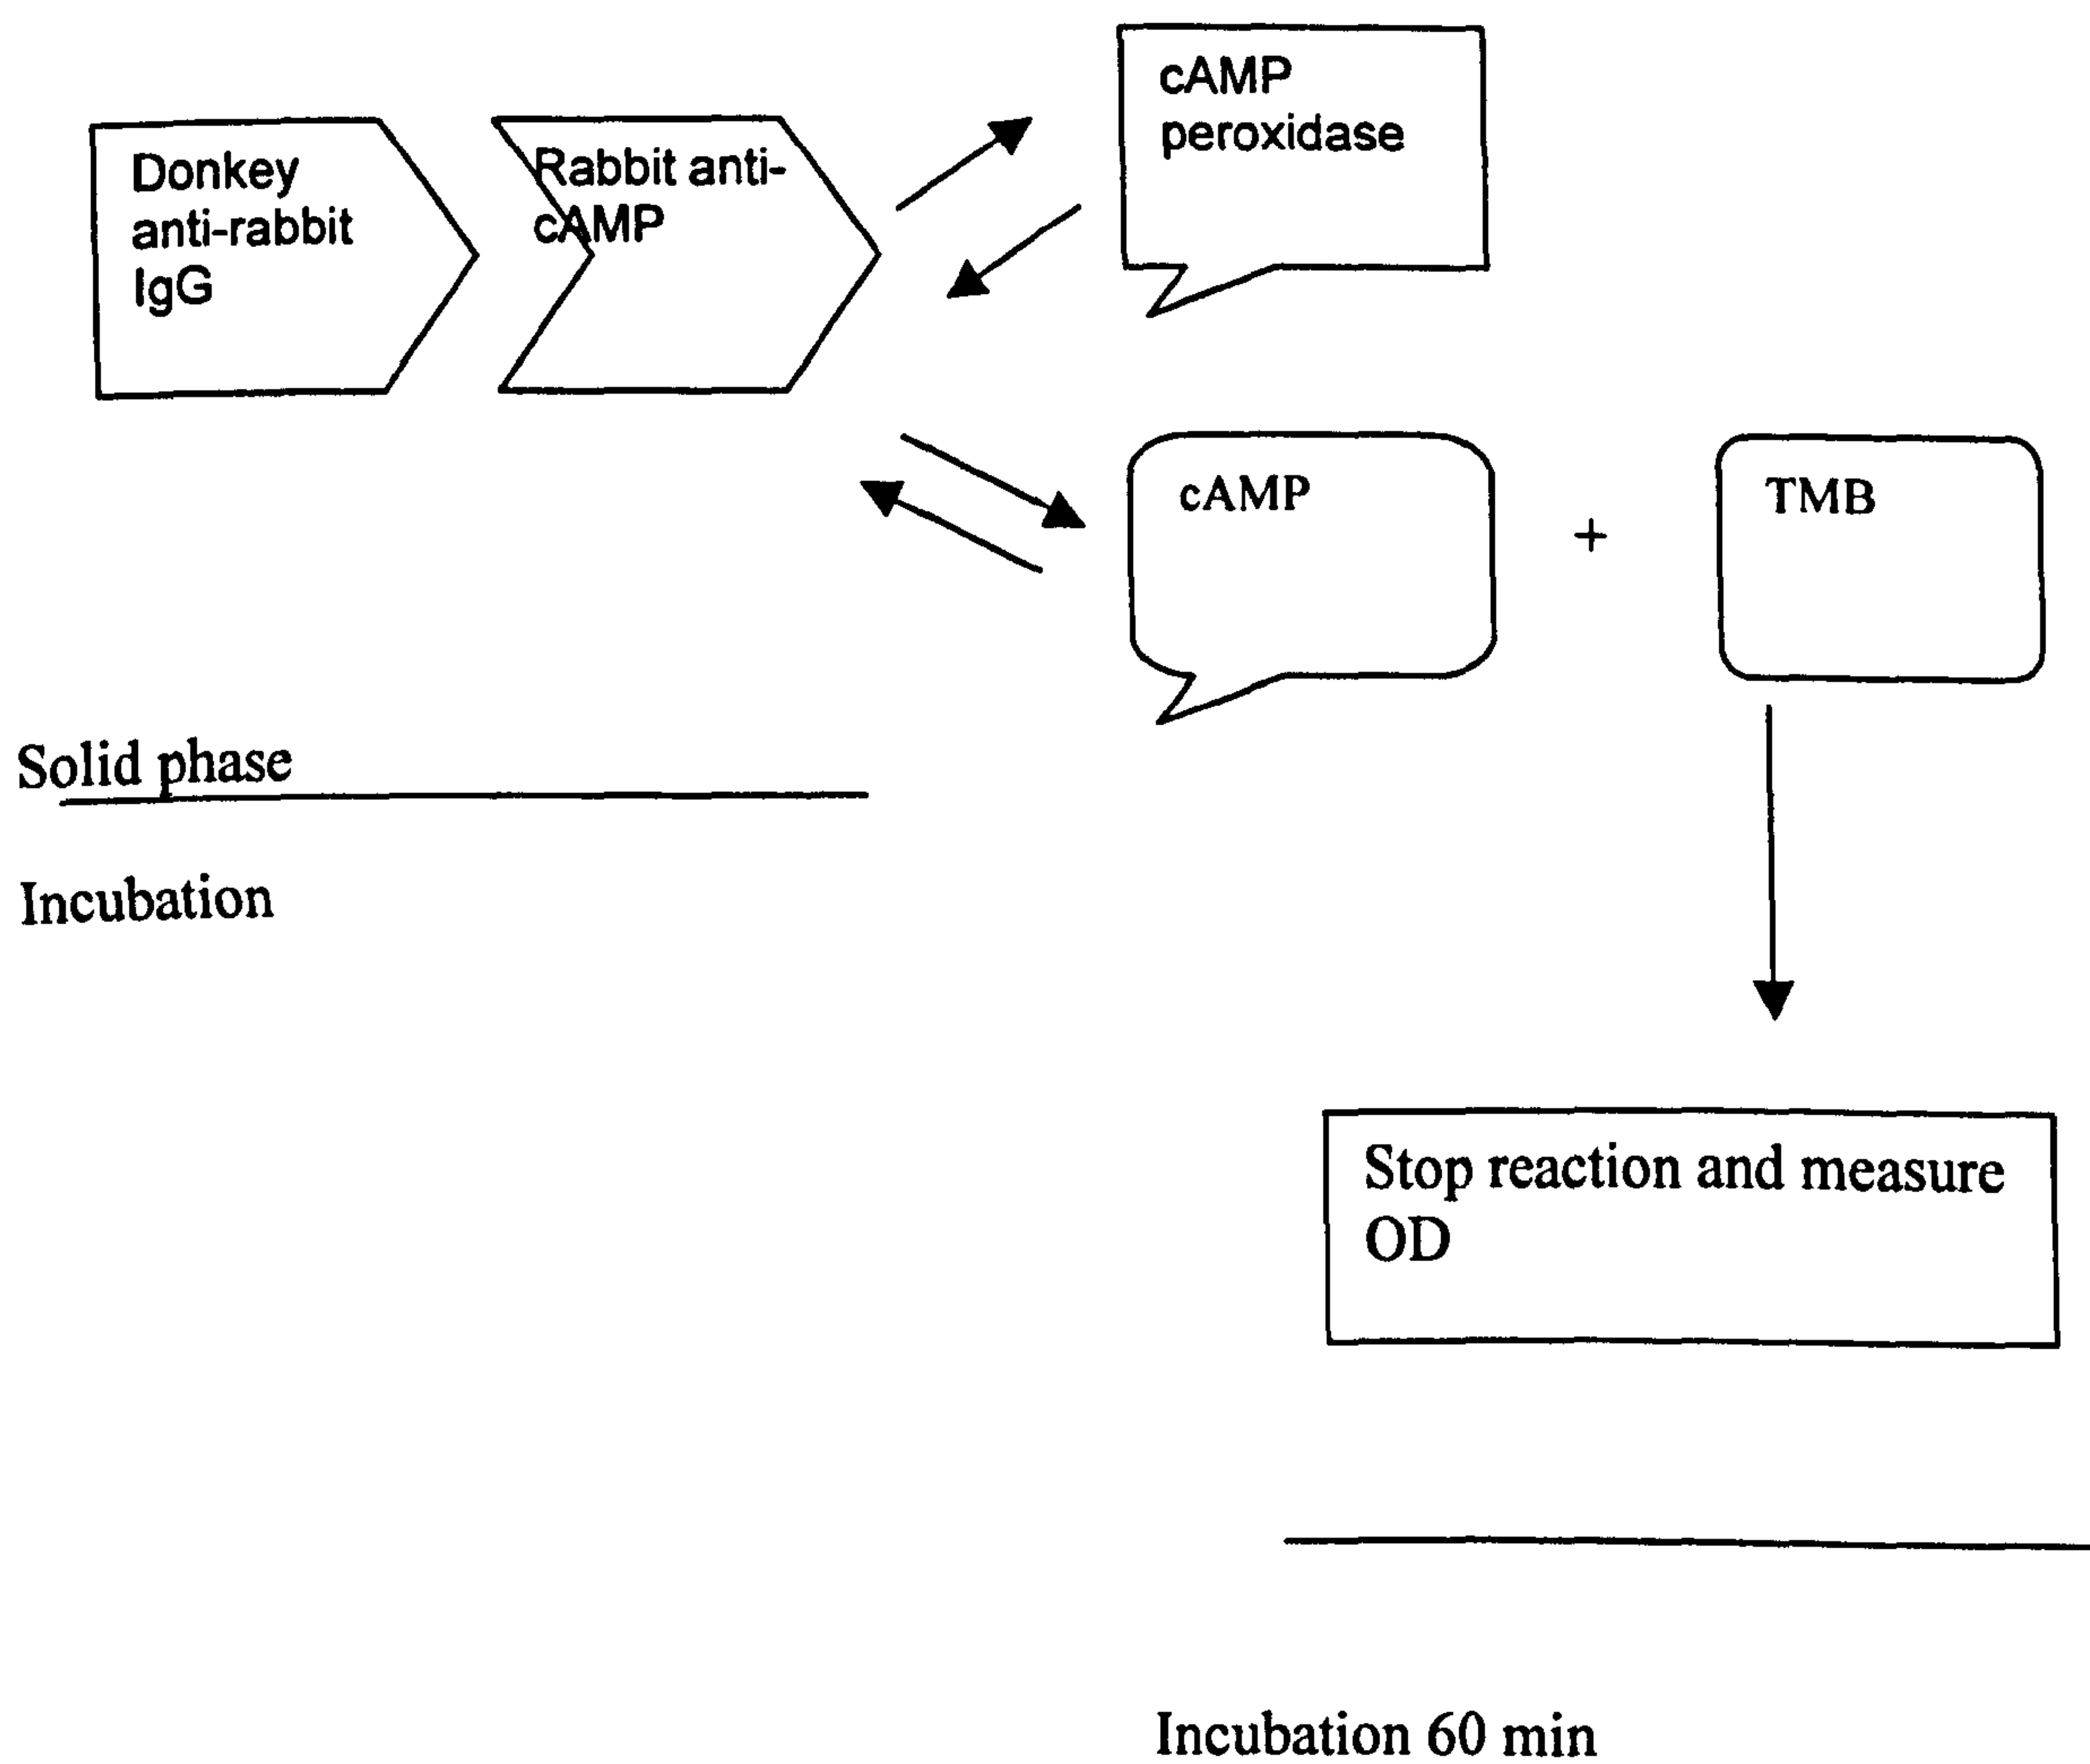 Donkey
anti-rabbit
IgG
Rabbit anti-
cAMP
cAMP
peroxidase
cAMP
+
TMB
Solid phase
Incubation
Stop reaction and measure
OD
Incubation 60 min